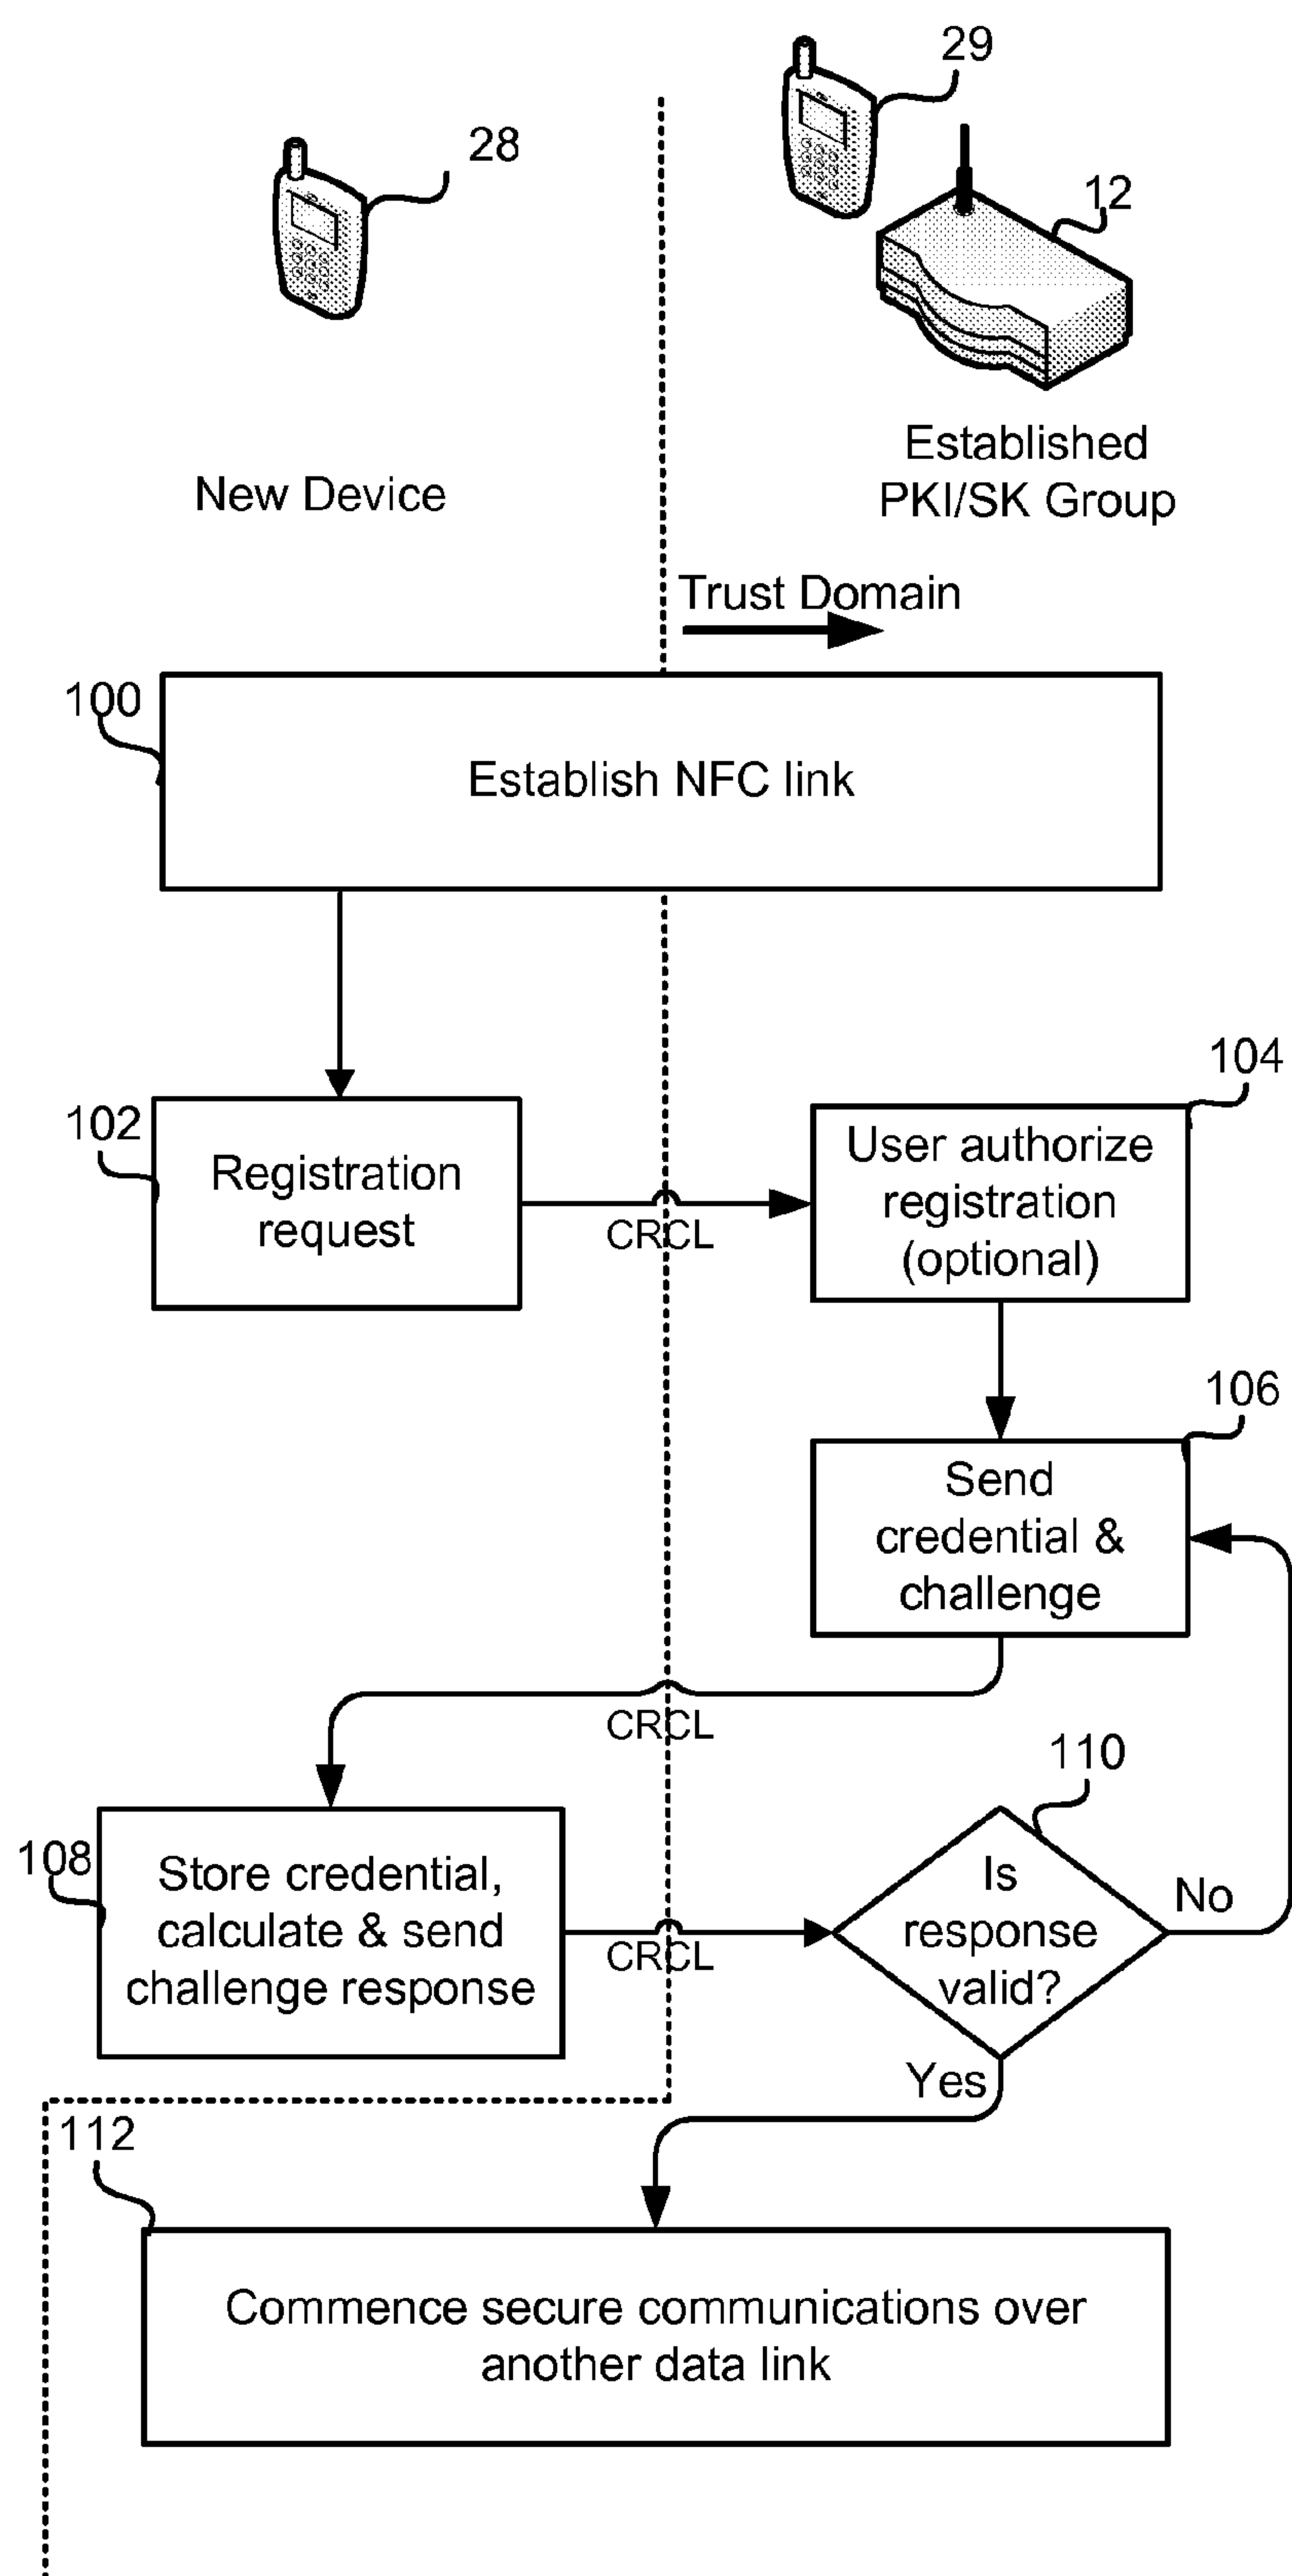 29
28
12
Established
PKI/SK Group
New Device
Trust Domain
100
Establish NFC link
104
102
Registration
request
CRCL
User authorize
registration
(optional)
106
Send
credential &
challenge
CRCL
110
108
Store credential,
calculate & send
challenge response
CRCL
Is
response
valid?
No
Yes
112
Commence secure communications over
another data link